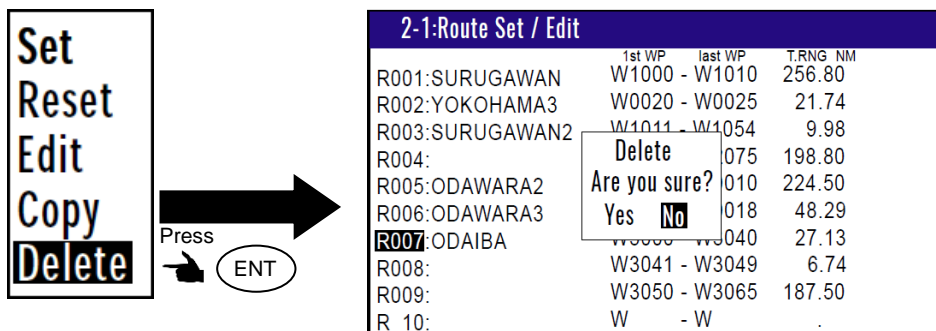 Set
Reset
Edit
Copy
Delete
Press
ENT
2-1:Route Set / Edit
1st WP last WP T.RNG NM
R001:SURUGAWAN W1000 - W1010 256.80
R002:YOKOHAMA3 W0020 - W0025 21.74
R003:SURUGAWAN2 W1011 - W1054 9.98
R004: 075 198.80
R005:ODAWARA2 010 224.50
R006:ODAWARA3 018 48.29
R007:ODAIBA 040 27.13
R008: W3041 - W3049 6.74
R009: W3050 - W3065 187.50
R 10: W - W .
Delete
Are you sure?
Yes No